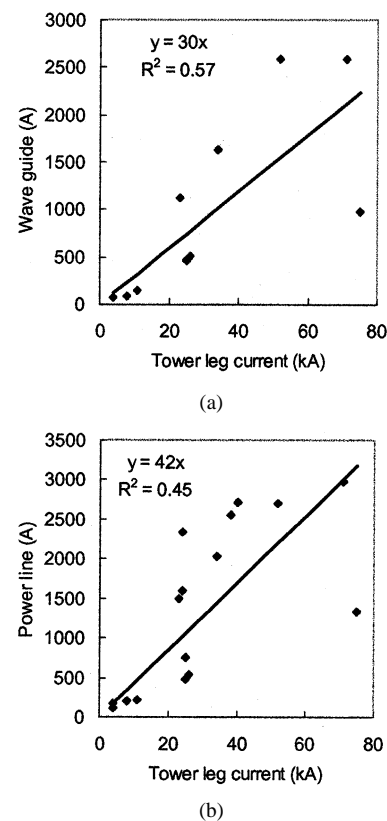 3000
2500
2000
1500
1000
500
0
Wave guide (A)
y = 30x
R² = 0.57
0 20 40 60 80
Tower leg current (kA)
(a)
3500
3000
2500
2000
1500
1000
500
0
Power line (A)
y = 42x
R² = 0.45
0 20 40 60 80
Tower leg current (kA)
(b)